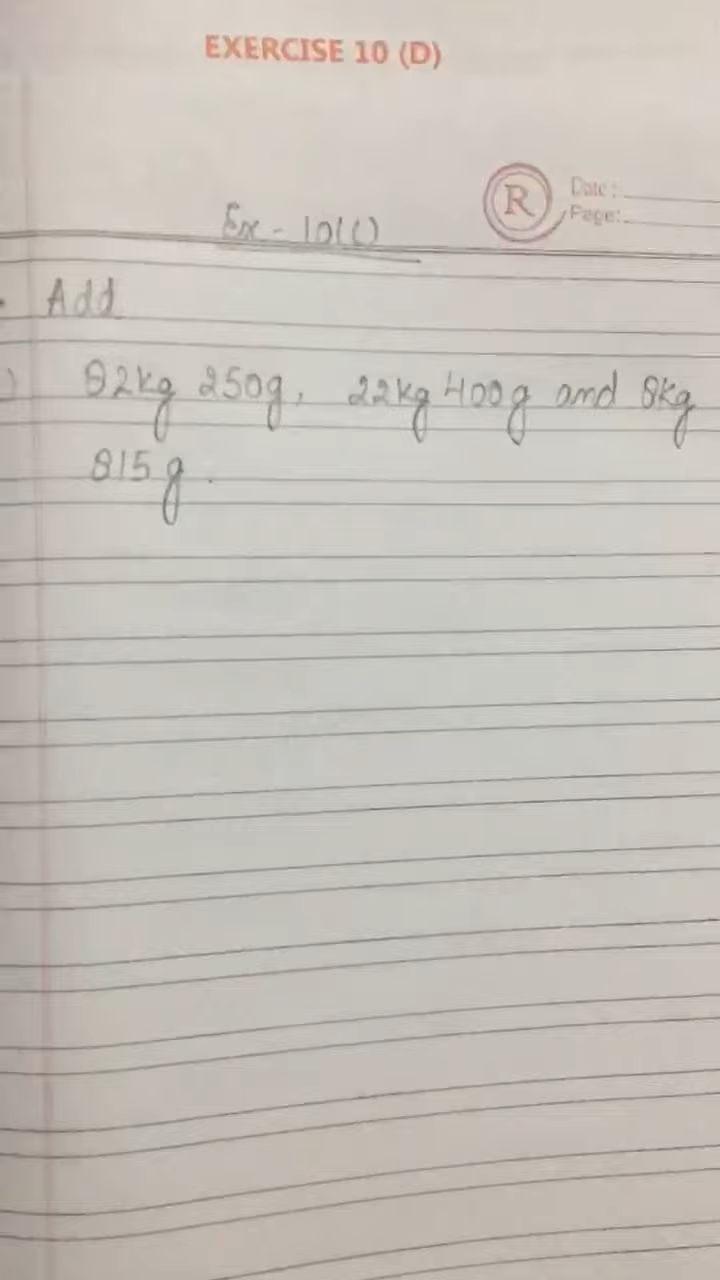 EXERCISE 10 (D)
R
Date:
Page:
Ex - 10(C)
Add
82kg 250g, 22kg 400g and 8kg
815g.